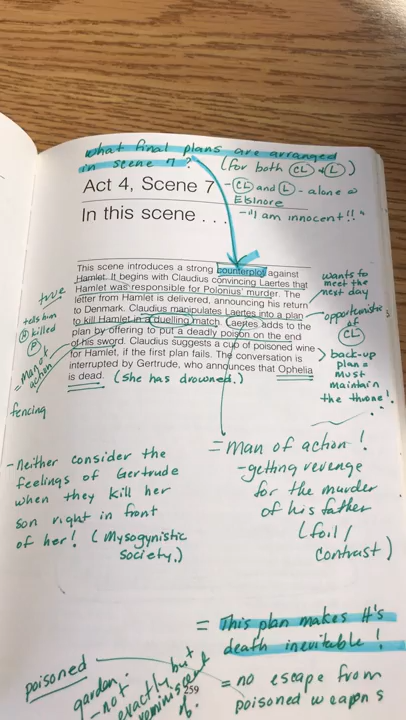 What final plans are arranged
in scene 7? (for both CL & L)
Act 4, Scene 7
- CL and L - alone @
Elsinore
- "I am innocent!!"
In this scene . . .
This scene introduces a strong counterplot against
Hamlet. It begins with Claudius convincing Laertes that
Hamlet was responsible for Polonius' murder. The
letter from Hamlet is delivered, announcing his return
to Denmark. Claudius manipulates Laertes into a plan
to kill Hamlet in a duelling match. Laertes adds to the
plan by offering to put a deadly poison on the end
of his sword. Claudius suggests a cup of poisoned wine
for Hamlet, if the first plan fails. The conversation is
interrupted by Gertrude, who announces that Ophelia
is dead. (She has drowned.)
true
tells him
H killed
P
= Man of
action
fencing
wants to
meet the
next day
- opportunistic
of CL
back-up
plan =
must
maintain
the throne!
= man of action!
- getting revenge
for the murder
of his father
(foil/
contrast)
- Neither consider the
feelings of Gertrude
when they kill her
son right in front
of her! (Mysogynistic
society.)
= This plan makes H's
death inevitable!
= no escape from
poisoned weapons
poisoned
garden.
- not
exactly but
reminiscent
of.
259